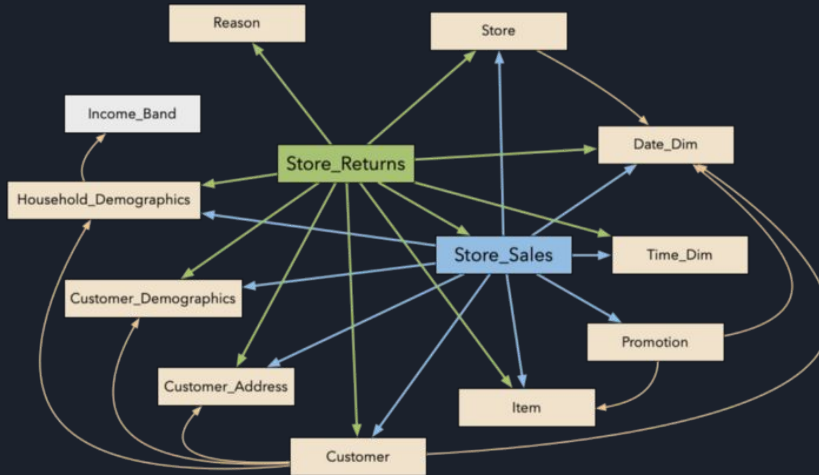 Reason
Store
Income_Band
Date_Dim
Store_Returns
Household_Demographics
Store_Sales
Time_Dim
Customer_Demographics
Promotion
Customer_Address
Item
Customer